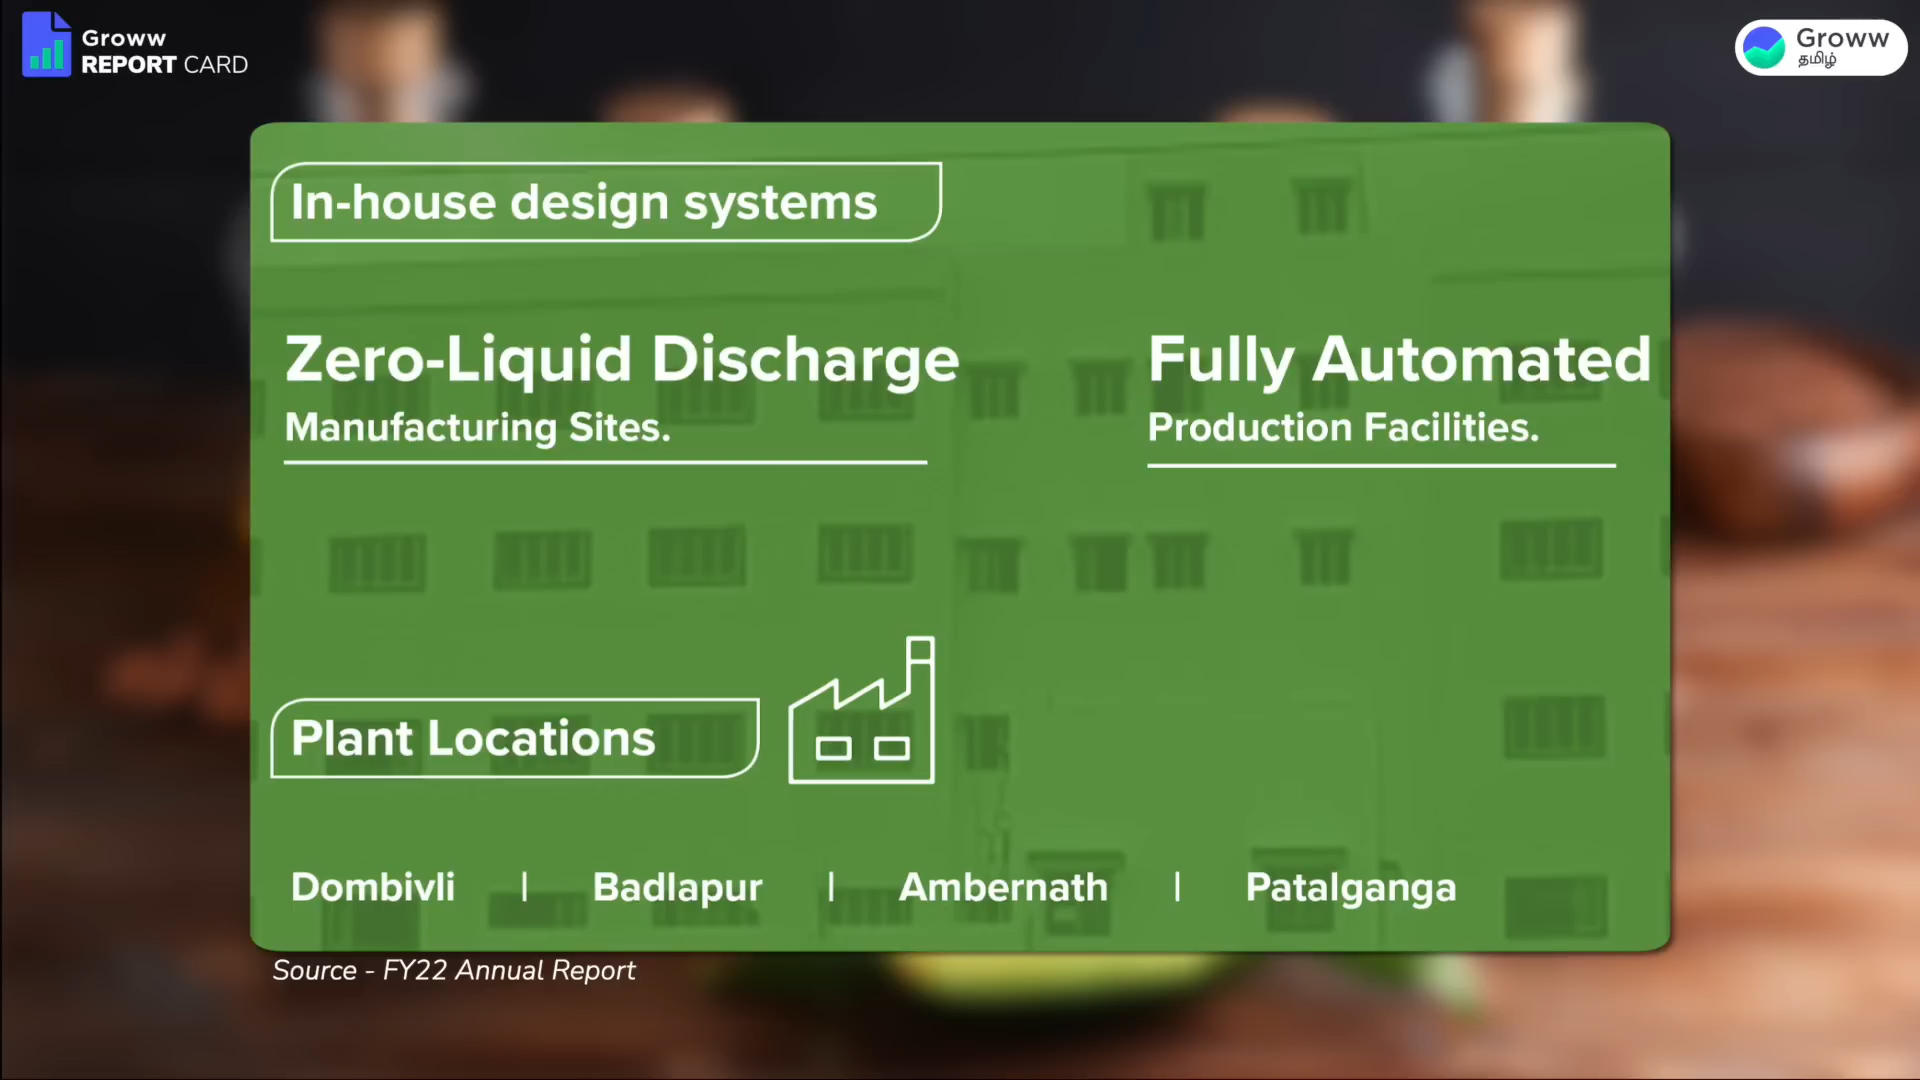 Groww
REPORT CARD
Groww
தமிழ்
In-house design systems
Zero-Liquid Discharge
Manufacturing Sites.
Fully Automated
Production Facilities.
Plant Locations
Dombivli | Badlapur | Ambernath | Patalganga
Source - FY22 Annual Report